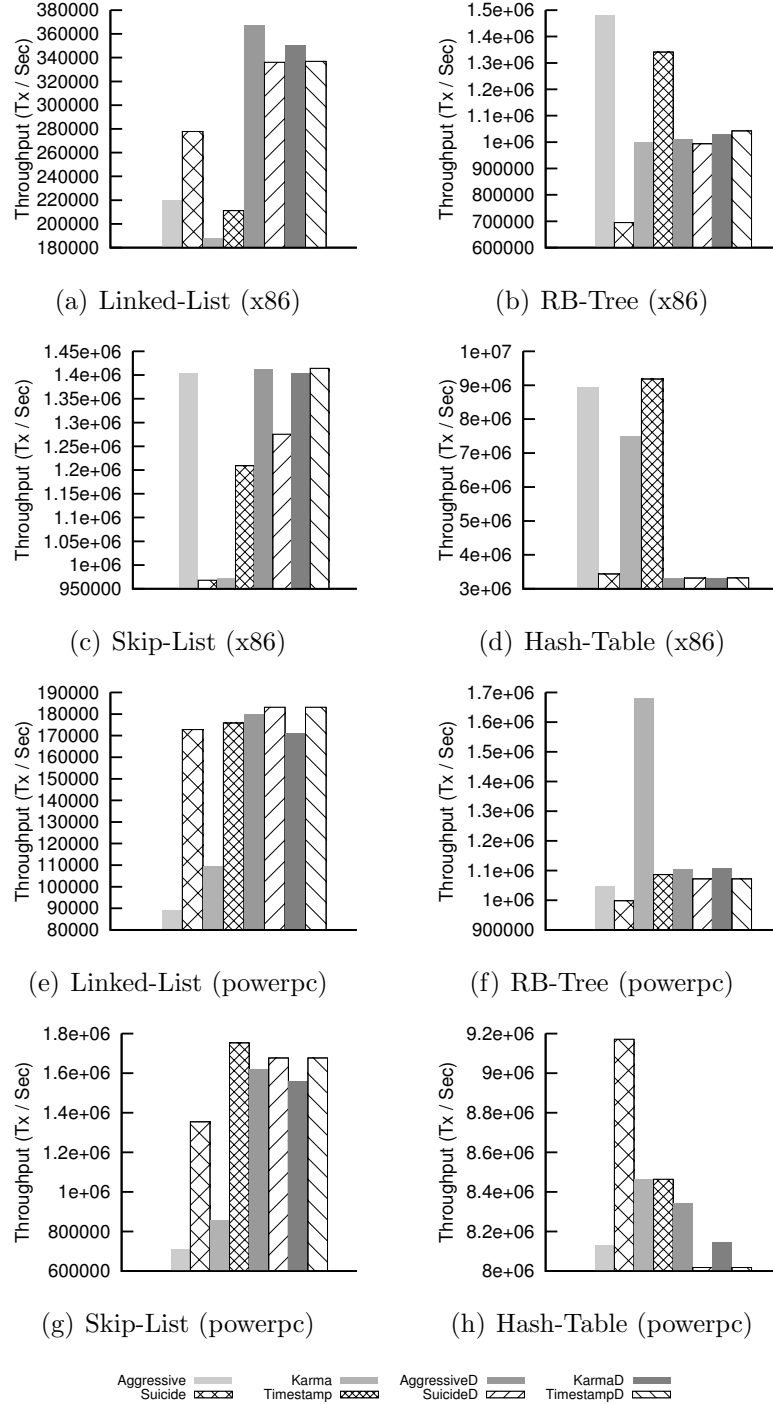 380000
360000
340000
320000
300000
280000
260000
240000
220000
200000
180000
Throughput (Tx / Sec)
(a) Linked-List (x86)
1.5e+06
1.4e+06
1.3e+06
1.2e+06
1.1e+06
1e+06
900000
800000
700000
600000
Throughput (Tx / Sec)
(b) RB-Tree (x86)
1.45e+06
1.4e+06
1.35e+06
1.3e+06
1.25e+06
1.2e+06
1.15e+06
1.1e+06
1.05e+06
1e+06
950000
Throughput (Tx / Sec)
(c) Skip-List (x86)
1e+07
9e+06
8e+06
7e+06
6e+06
5e+06
4e+06
3e+06
Throughput (Tx / Sec)
(d) Hash-Table (x86)
190000
180000
170000
160000
150000
140000
130000
120000
110000
100000
90000
80000
Throughput (Tx / Sec)
(e) Linked-List (powerpc)
1.7e+06
1.6e+06
1.5e+06
1.4e+06
1.3e+06
1.2e+06
1.1e+06
1e+06
900000
Throughput (Tx / Sec)
(f) RB-Tree (powerpc)
1.8e+06
1.6e+06
1.4e+06
1.2e+06
1e+06
800000
600000
Throughput (Tx / Sec)
(g) Skip-List (powerpc)
9.2e+06
9e+06
8.8e+06
8.6e+06
8.4e+06
8.2e+06
8e+06
Throughput (Tx / Sec)
(h) Hash-Table (powerpc)
Aggressive Karma AggressiveD KarmaD
Suicide Timestamp SuicideD TimestampD